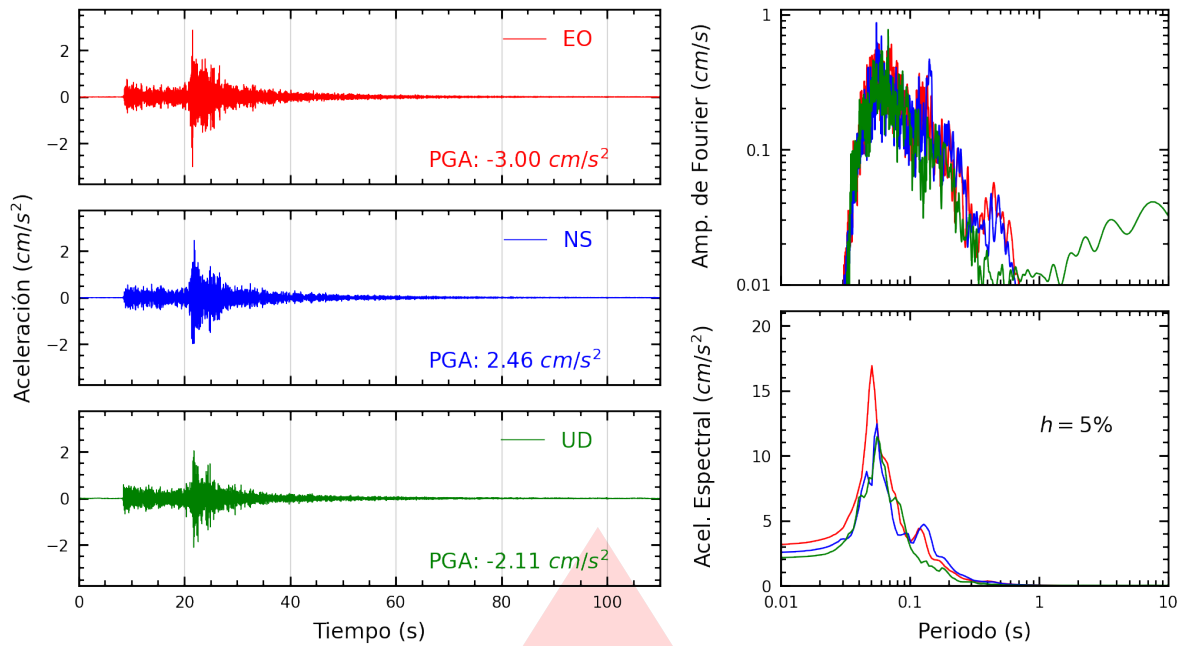 Aceleración (cm/s²)
2
0
−2
EO
PGA: -3.00 cm/s²
2
0
−2
NS
PGA: 2.46 cm/s²
2
0
−2
UD
PGA: -2.11 cm/s²
0 20 40 60 80 100
Tiempo (s)
Amp. de Fourier (cm/s)
1
0.1
0.01
Acel. Espectral (cm/s²)
20
15
10
5
0
h = 5%
0.01 0.1 1 10
Periodo (s)